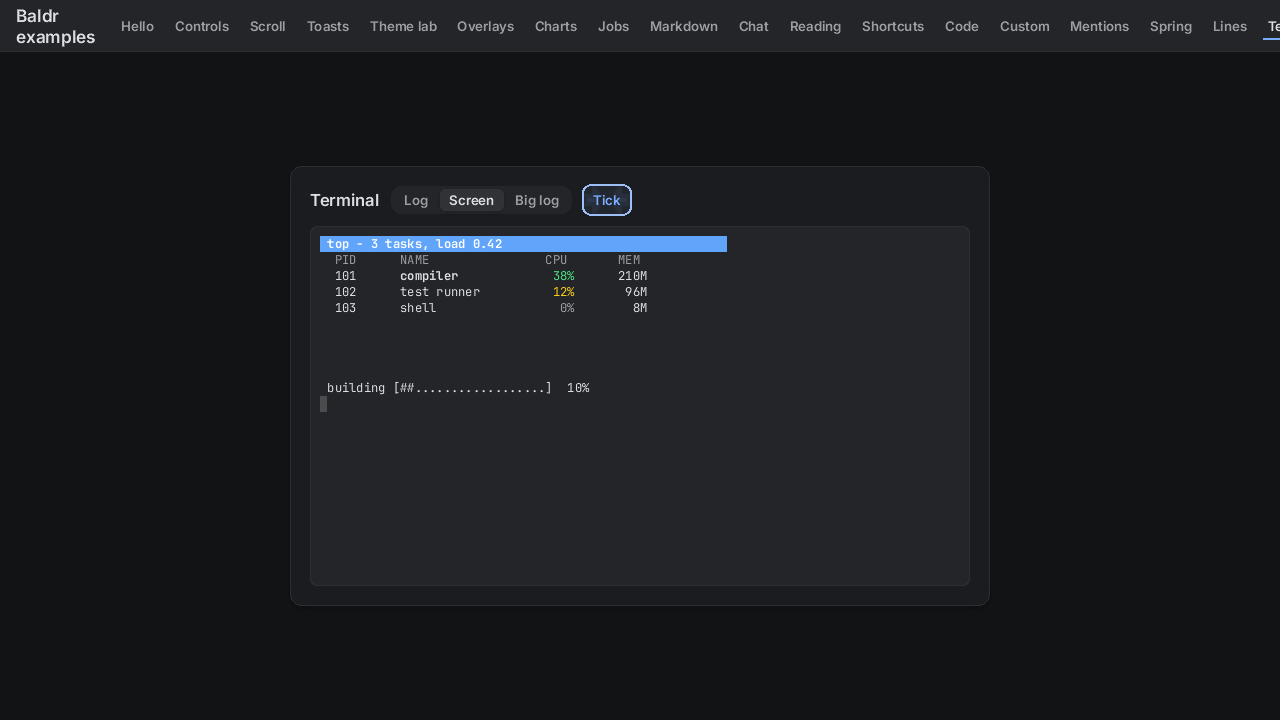 Baldr examples
Hello Controls Scroll Toasts Theme lab Overlays Charts Jobs Markdown Chat Reading Shortcuts Code Custom Mentions Spring Lines
Terminal Log Screen Big log Tick
top - 3 tasks, load 0.42
PID NAME CPU MEM
101 compiler 38% 210M
102 test runner 12% 96M
103 shell 0% 8M
building [##..................] 10%